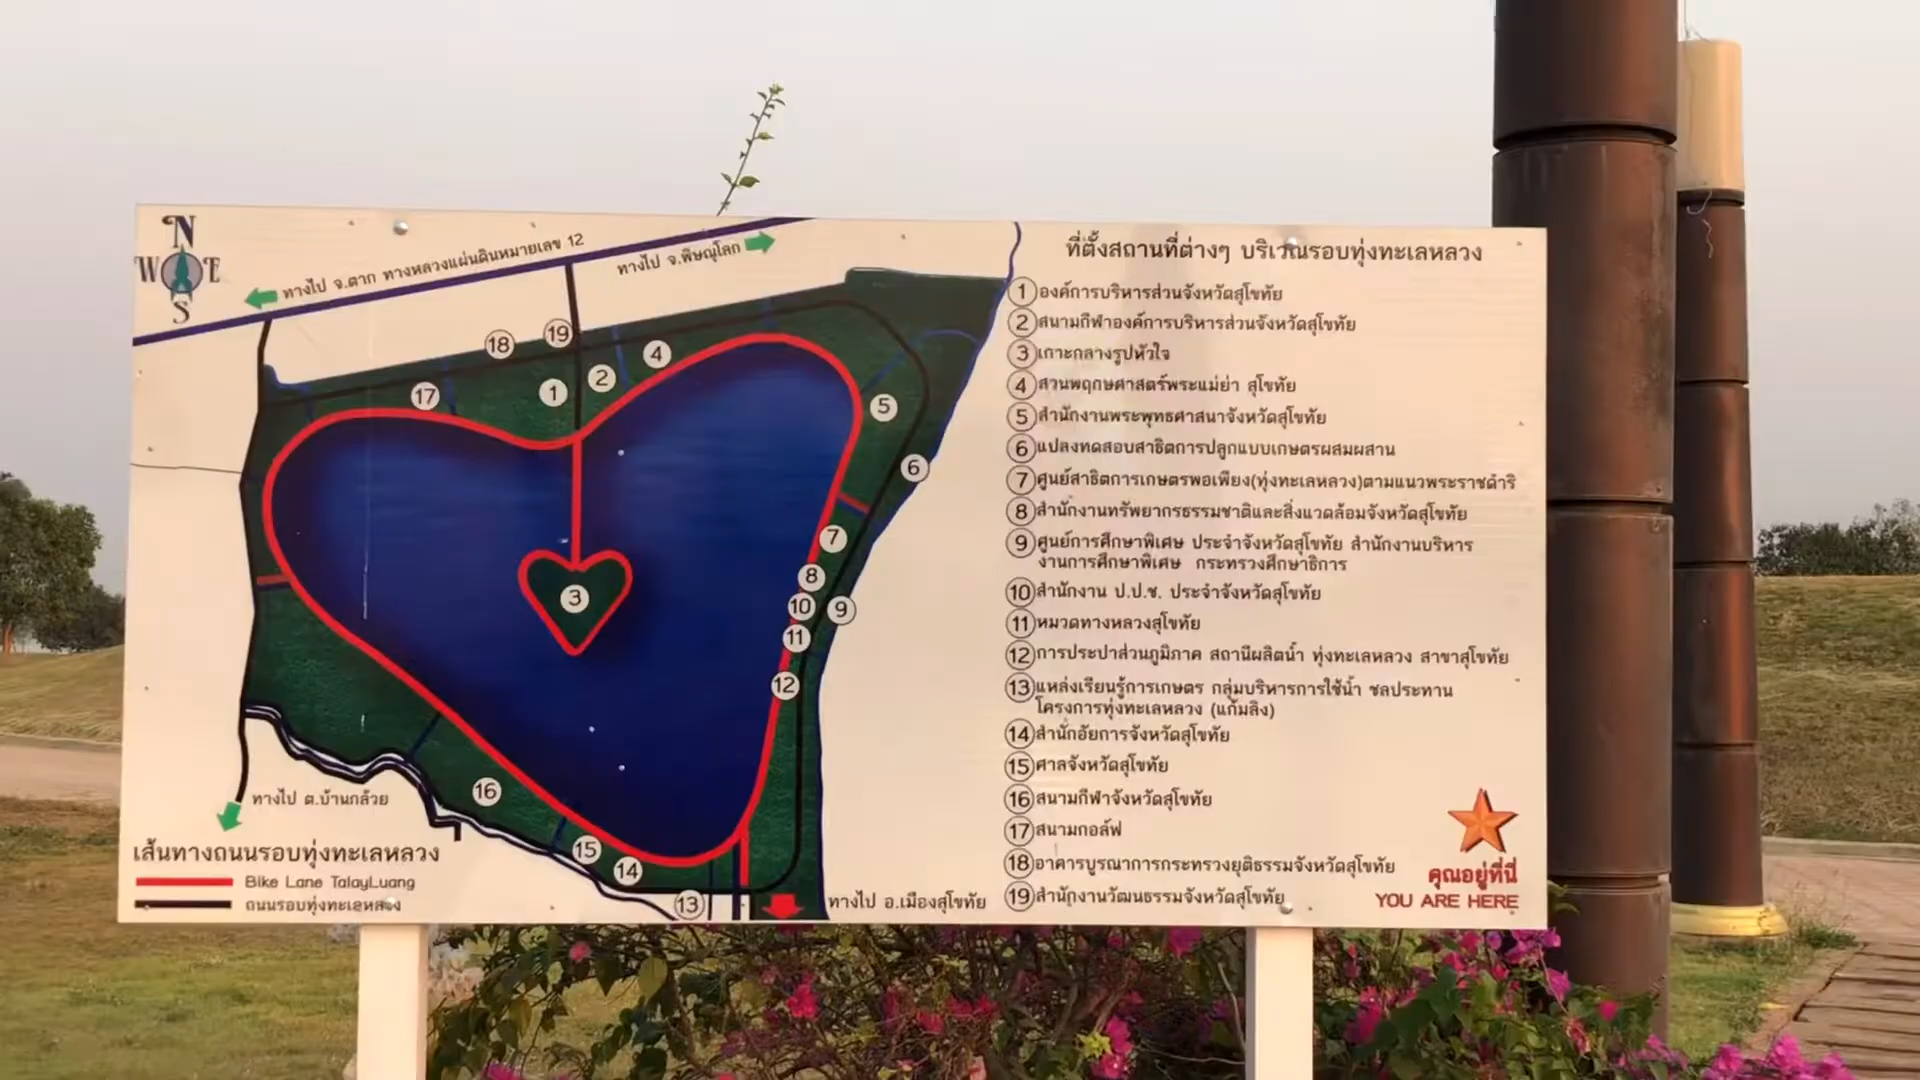 N
W E
S
ทางไป จ.ตาก ทางหลวงแผ่นดินหมายเลข 12
ทางไป จ.พิษณุโลก
18
19
4
2
1
17
5
6
3
7
8
10
9
11
12
16
15
14
13
ทางไป ต.บ้านกล้วย
เส้นทางถนนรอบทุ่งทะเลหลวง
Bike Lane TalayLuang
ถนนรอบทุ่งทะเลหลวง
ทางไป อ.เมืองสุโขทัย
ที่ตั้งสถานที่ต่างๆ บริเวณรอบทุ่งทะเลหลวง
1 องค์การบริหารส่วนจังหวัดสุโขทัย
2 สนามกีฬาองค์การบริหารส่วนจังหวัดสุโขทัย
3 เกาะกลางรูปหัวใจ
4 สวนพฤกษศาสตร์พระแม่ย่า สุโขทัย
5 สำนักงานพระพุทธศาสนาจังหวัดสุโขทัย
6 แปลงทดสอบสาธิตการปลูกแบบเกษตรผสมผสาน
7 ศูนย์สาธิตการเกษตรพอเพียง(ทุ่งทะเลหลวง)ตามแนวพระราชดำริ
8 สำนักงานทรัพยากรธรรมชาติและสิ่งแวดล้อมจังหวัดสุโขทัย
9 ศูนย์การศึกษาพิเศษ ประจำจังหวัดสุโขทัย สำนักงานบริหาร
งานการศึกษาพิเศษ กระทรวงศึกษาธิการ
10 สำนักงาน ป.ป.ช. ประจำจังหวัดสุโขทัย
11 หมวดทางหลวงสุโขทัย
12 การประปาส่วนภูมิภาค สถานีผลิตน้ำ ทุ่งทะเลหลวง สาขาสุโขทัย
13 แหล่งเรียนรู้การเกษตร กลุ่มบริหารการใช้น้ำ ชลประทาน
โครงการทุ่งทะเลหลวง (แก้มลิง)
14 สำนักอัยการจังหวัดสุโขทัย
15 ศาลจังหวัดสุโขทัย
16 สนามกีฬาจังหวัดสุโขทัย
17 สนามกอล์ฟ
18 อาคารบูรณาการกระทรวงยุติธรรมจังหวัดสุโขทัย
19 สำนักงานวัฒนธรรมจังหวัดสุโขทัย
คุณอยู่ที่นี่
YOU ARE HERE